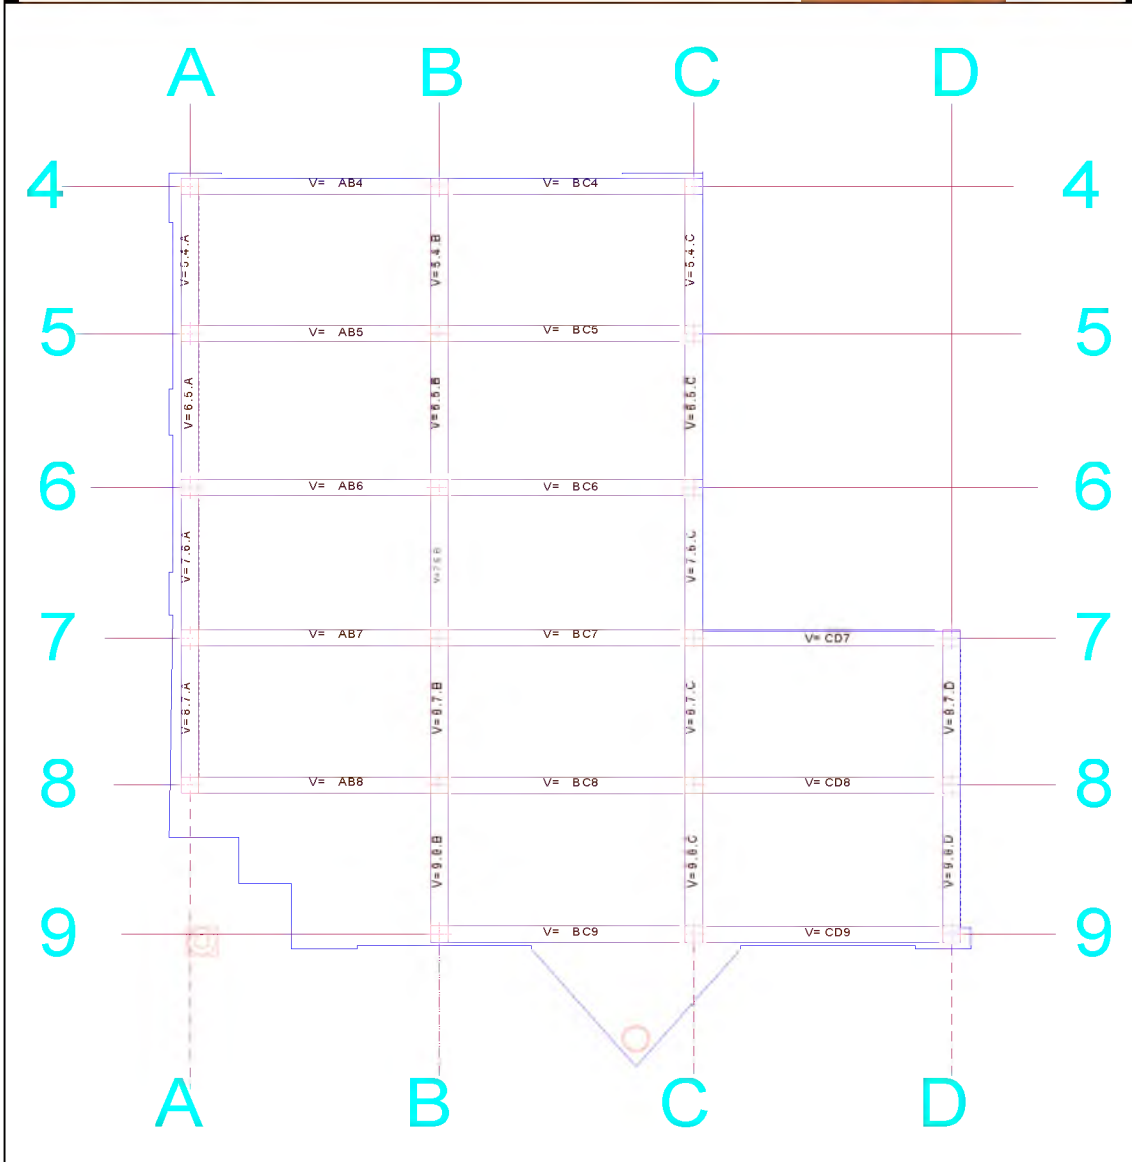 A B C D
4 V= AB4 V= BC4 4
V=5.4.A V=5.4.B V=5.4.C
5 V= AB5 V= BC5 5
V=6.5.A V=6.5.B V=6.5.C
6 V= AB6 V= BC6 6
V=7.6.A V=7.6.B V=7.6.C
7 V= AB7 V= BC7 V= CD7 7
V=8.7.A V=8.7.B V=8.7.C V=8.7.D
8 V= AB8 V= BC8 V= CD8 8
V=9.8.B V=9.8.C V=9.8.D
9 V= BC9 V= CD9 9
A B C D